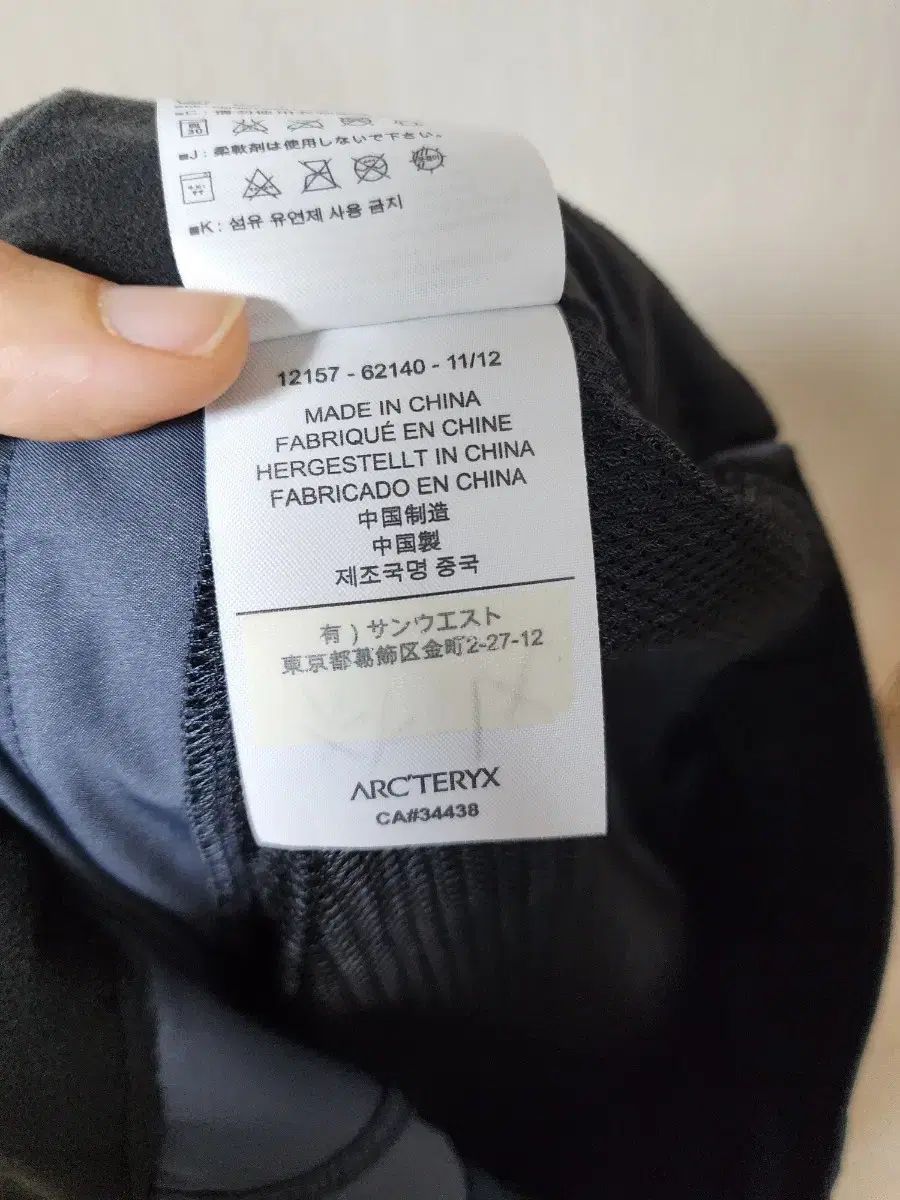 ■J : 柔軟剤は使用しないで下さい。
■K : 섬유 유연제 사용 금지
12157 - 62140 - 11/12
MADE IN CHINA
FABRIQUÉ EN CHINE
HERGESTELLT IN CHINA
FABRICADO EN CHINA
中国制造
中国製
제조국명 중국
有）サンウエスト
東京都葛飾区金町2-27-12
ARC'TERYX
CA#34438